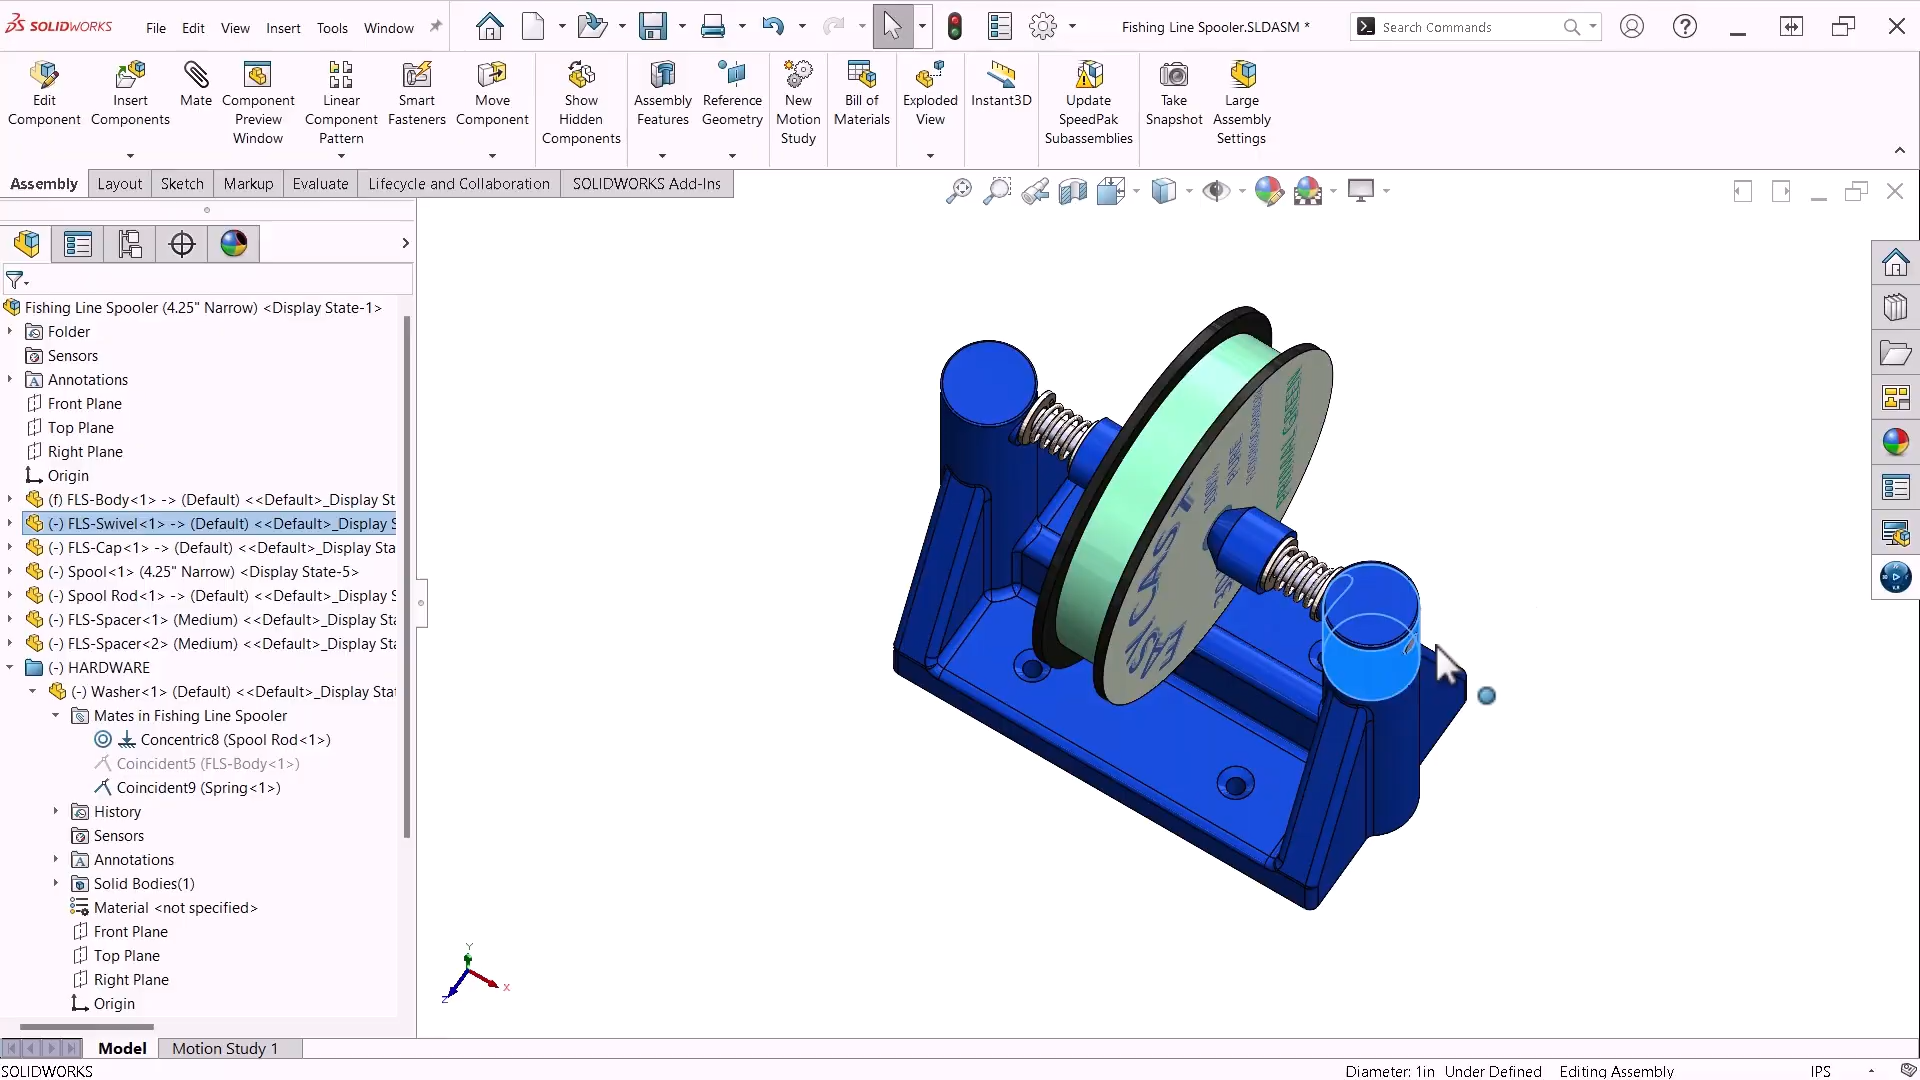 SOLIDWORKS
File Edit View Insert Tools Window
Fishing Line Spooler.SLDASM *
Search Commands
Edit Component
Insert Components
Mate
Component Preview Window
Linear Component Pattern
Smart Fasteners
Move Component
Show Hidden Components
Assembly Features
Reference Geometry
New Motion Study
Bill of Materials
Exploded View
Instant3D
Update SpeedPak Subassemblies
Take Snapshot
Large Assembly Settings
Assembly Layout Sketch Markup Evaluate Lifecycle and Collaboration SOLIDWORKS Add-Ins
Fishing Line Spooler (4.25" Narrow) <Display State-1>
Folder
Sensors
Annotations
Front Plane
Top Plane
Right Plane
Origin
(f) FLS-Body<1> -> (Default) <<Default>_Display St
(-) FLS-Swivel<1> -> (Default) <<Default>_Display S
(-) FLS-Cap<1> -> (Default) <<Default>_Display Sta
(-) Spool<1> (4.25" Narrow) <Display State-5>
(-) Spool Rod<1> -> (Default) <<Default>_Display S
(-) FLS-Spacer<1> (Medium) <<Default>_Display Sta
(-) FLS-Spacer<2> (Medium) <<Default>_Display Sta
(-) HARDWARE
(-) Washer<1> (Default) <<Default>_Display Stat
Mates in Fishing Line Spooler
Concentric8 (Spool Rod<1>)
Coincident5 (FLS-Body<1>)
Coincident9 (Spring<1>)
History
Sensors
Annotations
Solid Bodies(1)
Material <not specified>
Front Plane
Top Plane
Right Plane
Origin
EASY CAST
Y
X
Z
Model Motion Study 1
SOLIDWORKS
Diameter: 1in Under Defined Editing Assembly IPS